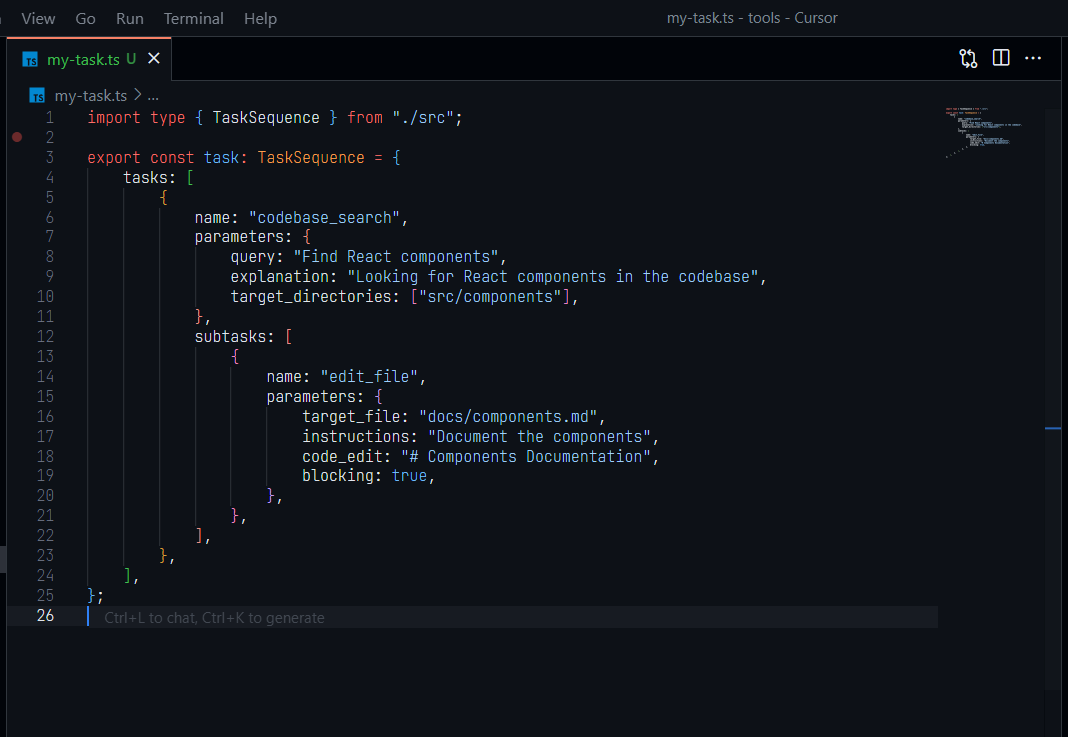 View Go Run Terminal Help my-task.ts - tools - Cursor
TS my-task.ts U
TS my-task.ts > ...
1 import type { TaskSequence } from "./src";
2
3 export const task: TaskSequence = {
4 tasks: [
5 {
6 name: "codebase_search",
7 parameters: {
8 query: "Find React components",
9 explanation: "Looking for React components in the codebase",
10 target_directories: ["src/components"],
11 },
12 subtasks: [
13 {
14 name: "edit_file",
15 parameters: {
16 target_file: "docs/components.md",
17 instructions: "Document the components",
18 code_edit: "# Components Documentation",
19 blocking: true,
20 },
21 },
22 ],
23 },
24 ],
25 };
26 Ctrl+L to chat, Ctrl+K to generate